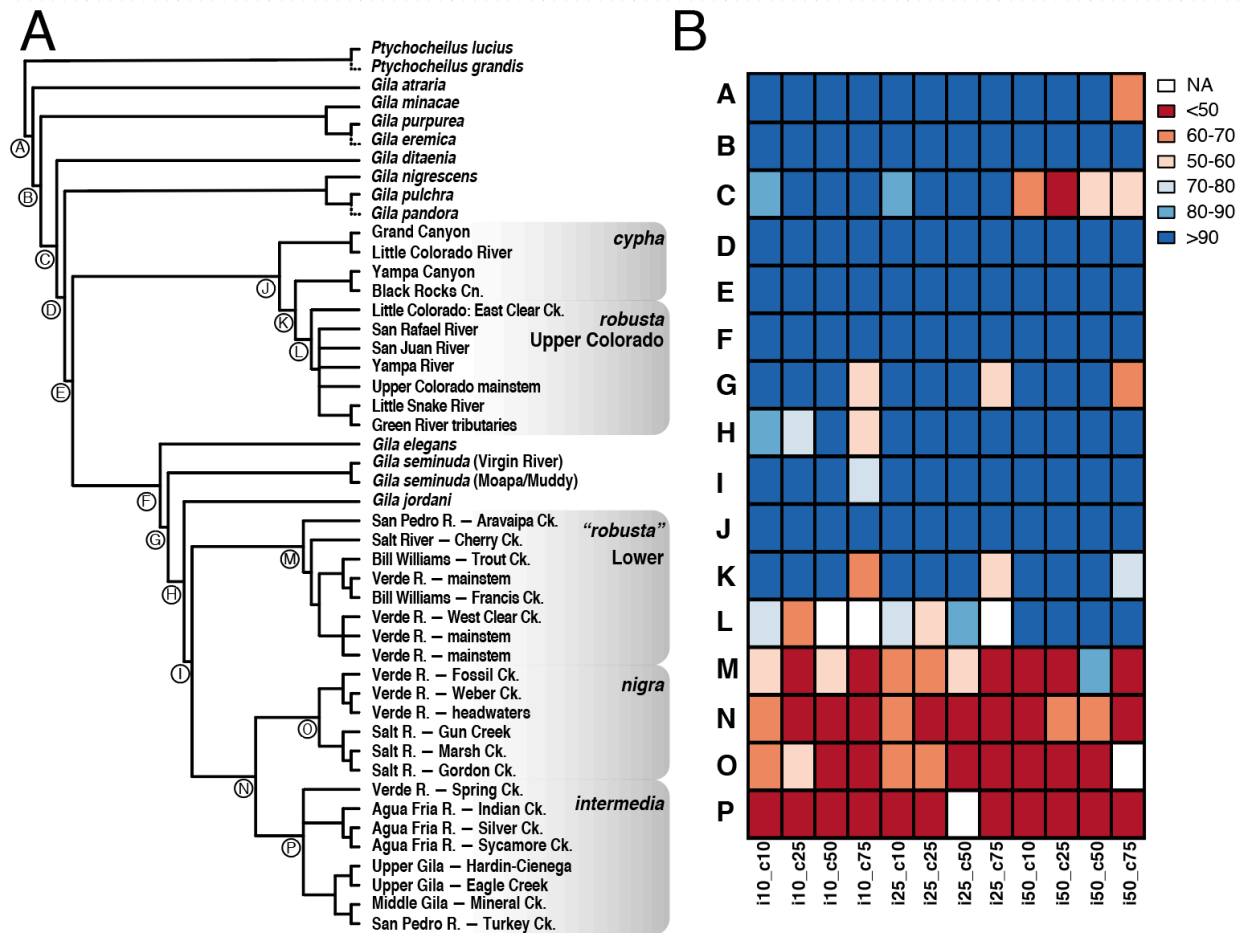 A
Ptychocheilus lucius
Ptychocheilus grandis
Gila atraria
Gila minacae
Gila purpurea
Gila eremica
Gila ditaenia
Gila nigrescens
Gila pulchra
Gila pandora
Grand Canyon
Little Colorado River
cypha
Yampa Canyon
Black Rocks Cn.
Little Colorado: East Clear Ck.
San Rafael River
San Juan River
Yampa River
Upper Colorado mainstem
Little Snake River
Green River tributaries
robusta
Upper Colorado
Gila elegans
Gila seminuda (Virgin River)
Gila seminuda (Moapa/Muddy)
Gila jordani
San Pedro R. – Aravaipa Ck.
Salt River – Cherry Ck.
Bill Williams – Trout Ck.
Verde R. – mainstem
Bill Williams – Francis Ck.
Verde R. – West Clear Ck.
Verde R. – mainstem
Verde R. – mainstem
“robusta”
Lower
Verde R. – Fossil Ck.
Verde R. – Weber Ck.
Verde R. – headwaters
Salt R. – Gun Creek
Salt R. – Marsh Ck.
Salt R. – Gordon Ck.
nigra
Verde R. – Spring Ck.
Agua Fria R. – Indian Ck.
Agua Fria R. – Silver Ck.
Agua Fria R. – Sycamore Ck.
Upper Gila – Hardin-Cienega
Upper Gila – Eagle Creek
Middle Gila – Mineral Ck.
San Pedro R. – Turkey Ck.
intermedia
A
B
C
D
E
J
K
L
F
G
H
M
I
O
N
P
B
A
B
C
D
E
F
G
H
I
J
K
L
M
N
O
P
i10_c10
i10_c25
i10_c50
i10_c75
i25_c10
i25_c25
i25_c50
i25_c75
i50_c10
i50_c25
i50_c50
i50_c75
NA
<50
60-70
50-60
70-80
80-90
>90